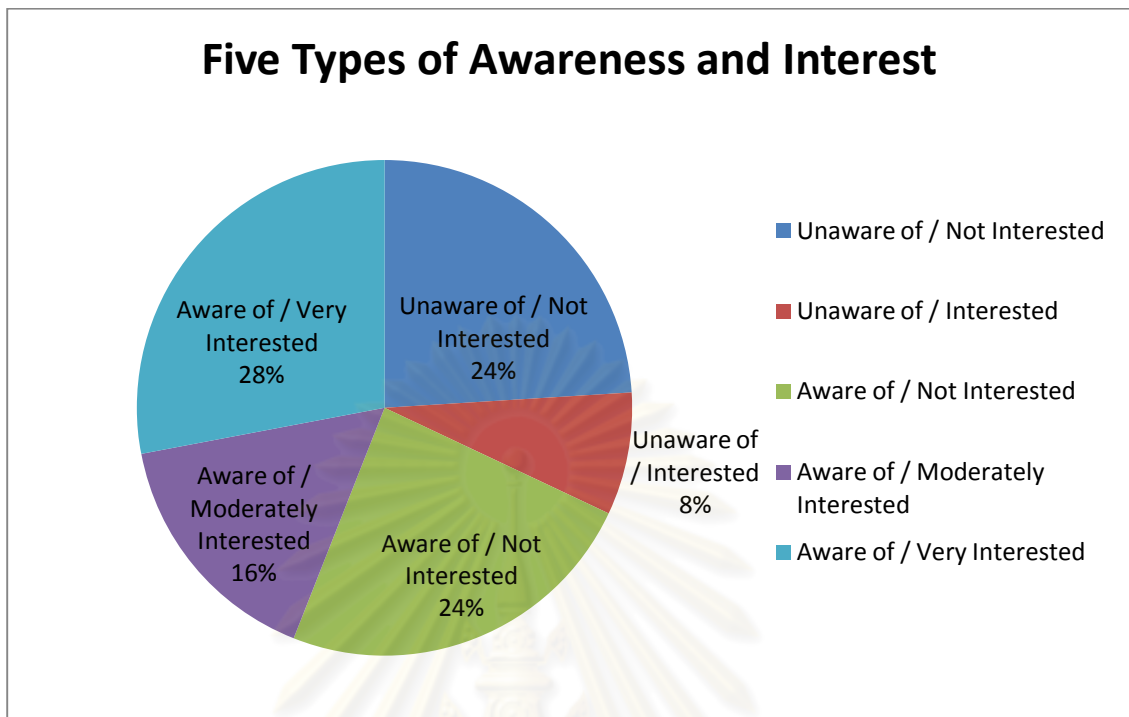 Five Types of Awareness and Interest
Aware of / Very
Interested
28%
Unaware of / Not
Interested
24%
Unaware of
/ Interested
8%
Aware of / Not
Interested
24%
Aware of /
Moderately
Interested
16%
Unaware of / Not Interested
Unaware of / Interested
Aware of / Not Interested
Aware of / Moderately
Interested
Aware of / Very Interested